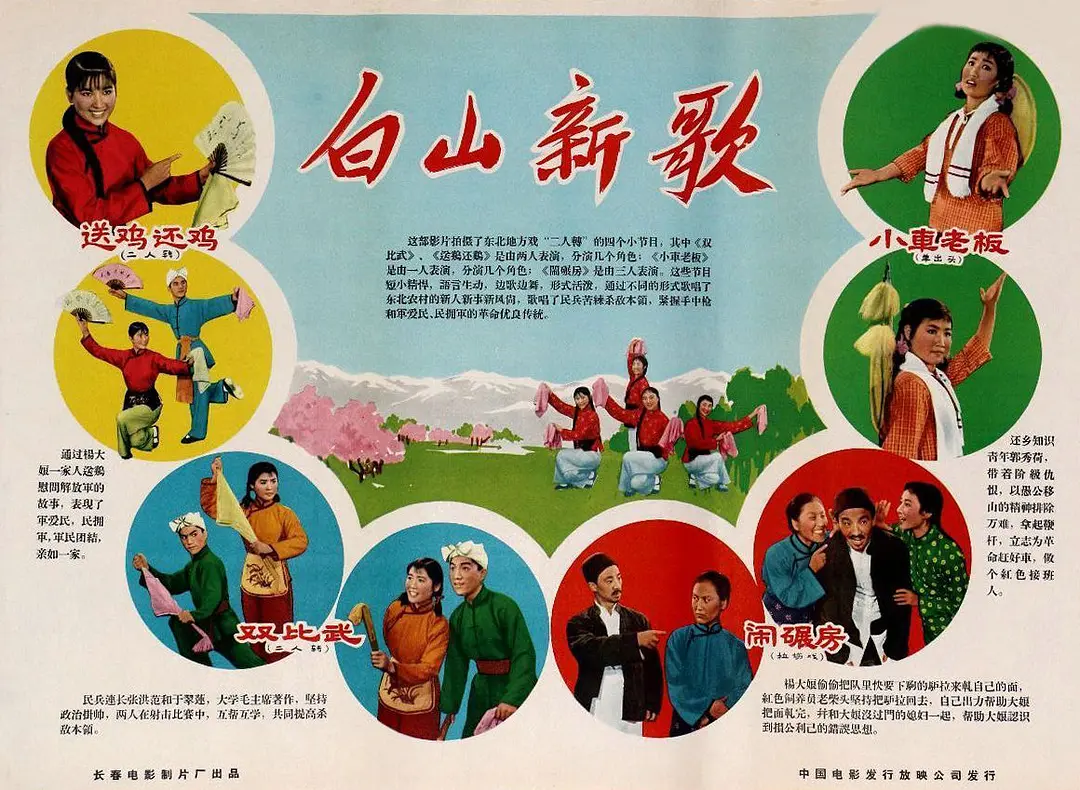 白山新歌
这部影片拍摄了东北地方戏“二人轉”的四个小节目，其中《双
比武》、《送鷄还鷄》是由两人表演，分演几个角色；《小車老板》
是由一人表演，分演几个角色；《鬧碾房》是由三人表演。这些节目
短小精悍，語言生动，边歌边舞，形式活泼，通过不同的形式歌唱了
东北农村的新人新事新风尚，歌唱了民兵苦練杀敌本領，緊握手中枪
和軍爱民、民拥軍的革命优良传統。
送鸡还鸡
(二人轉)
通过楊大
娘一家人送鷄
慰問解放軍的
故事，表現了
軍爱民，民拥
軍，軍民团結，
亲如一家。
小車老板
(单出头)
还乡知识
青年郭秀荷，
带着阶級仇
恨，以愚公移
山的精神排除
万难，拿起鞭
杆，立志为革
命赶好車，做
个紅色接班
人。
双比武
(二人轉)
民兵連长张洪范和于翠蓮，大学毛主席著作，坚持
政治挂帅，两人在射击比賽中，互帮互学，共同提高杀
敌本領。
闹碾房
(拉场戏)
楊大娘偷偷把队里快要下駒的馿拉来軋自己的面，
紅色飼养員老柴头坚持把馿拉回去，自己出力帮助大娘
把面軋完，幷和大娘沒过門的媳妇一起，帮助大娘認识
到損公利己的錯誤思想。
长春电影制片厂出品
中国电影发行放映公司发行